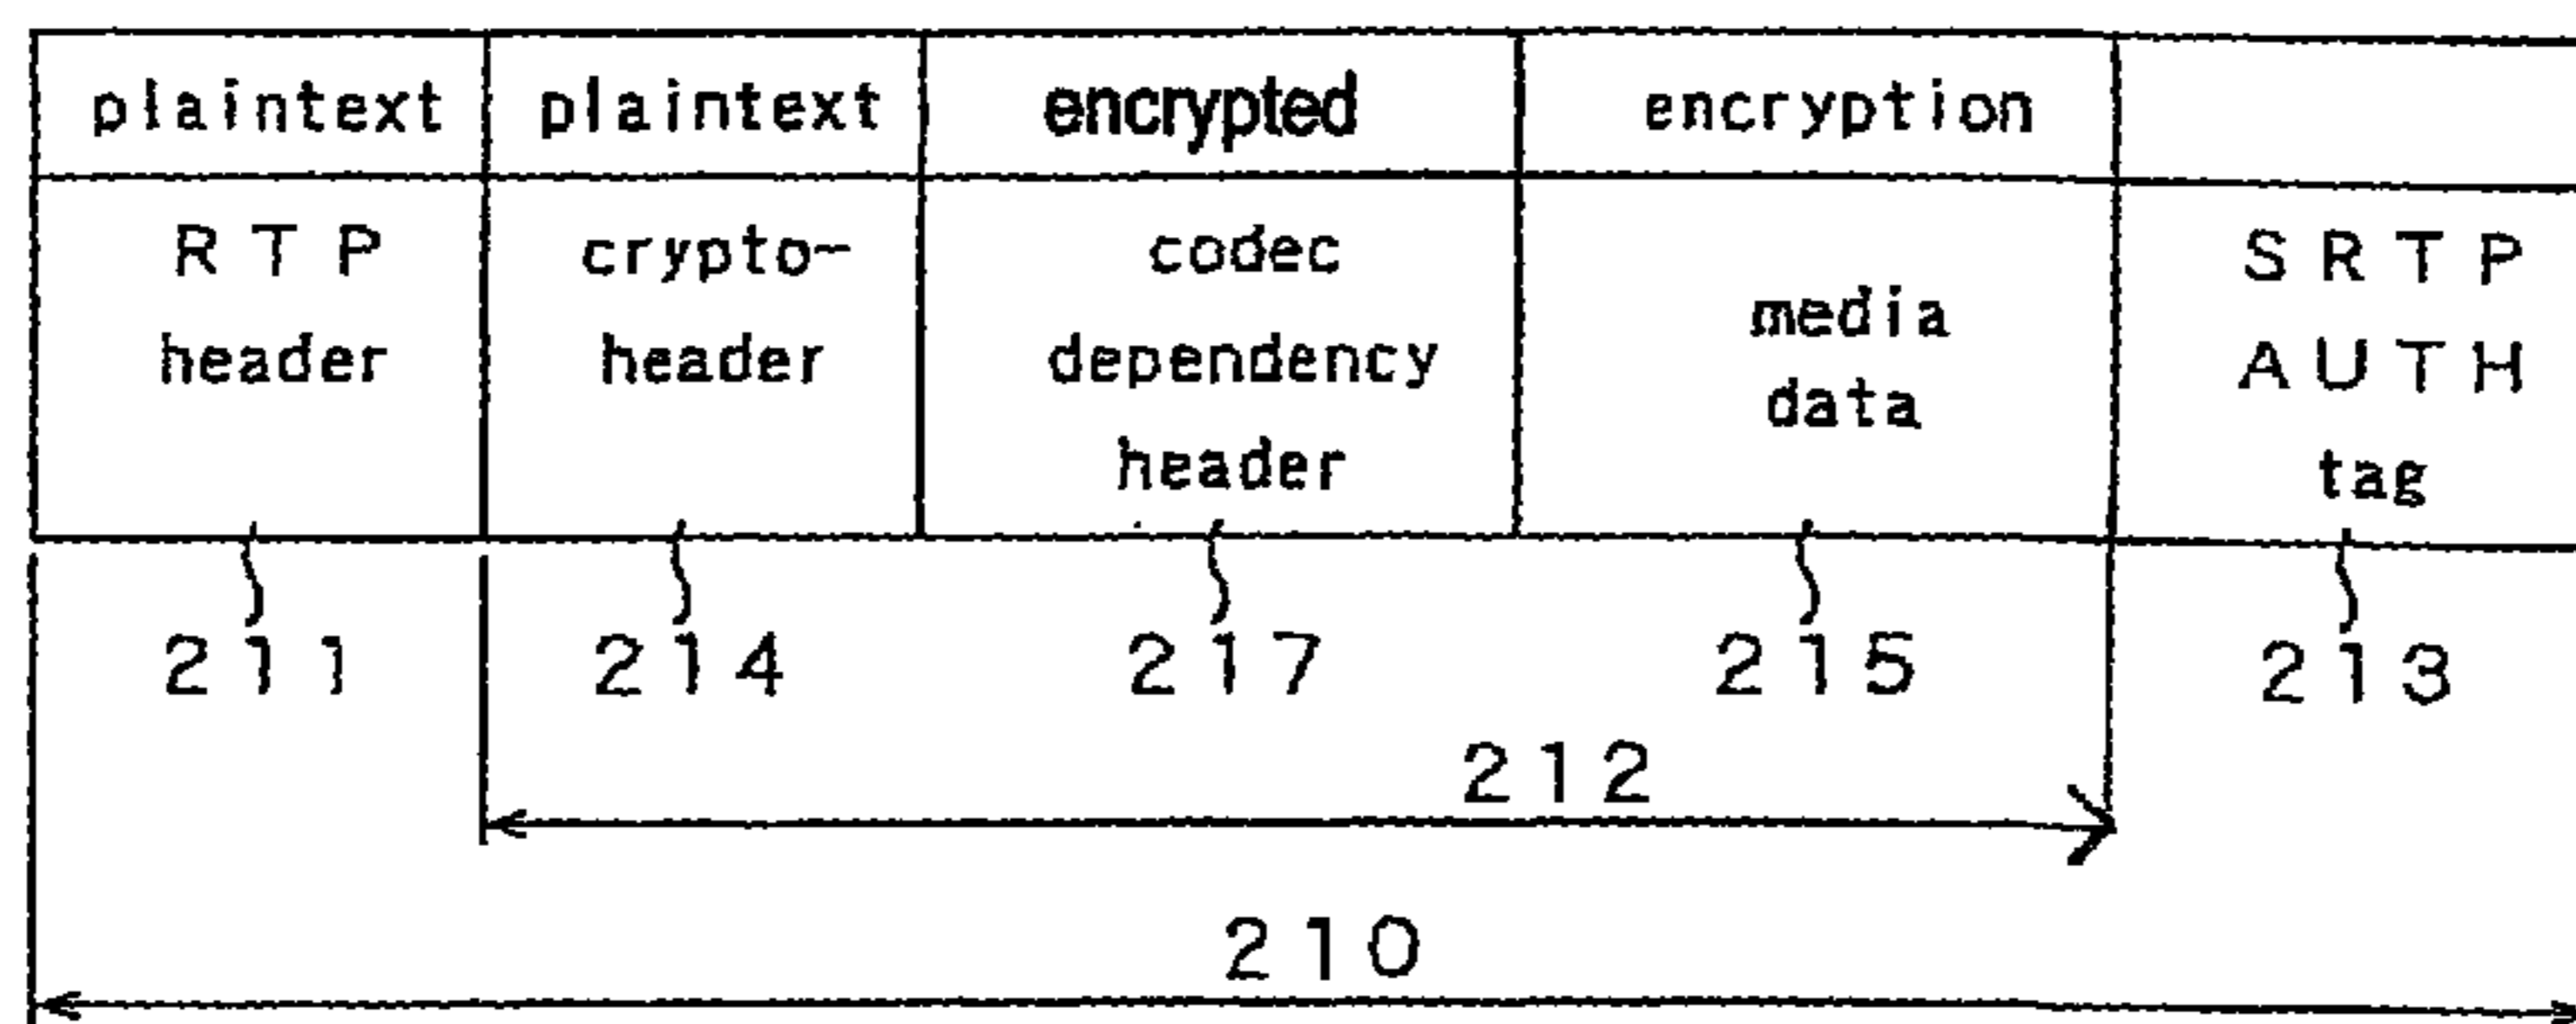 plaintext plaintext encrypted encryption
RTP header
crypto-header
codec dependency header
media data
SRTP AUTH tag
211 214 217 215 213
212
210